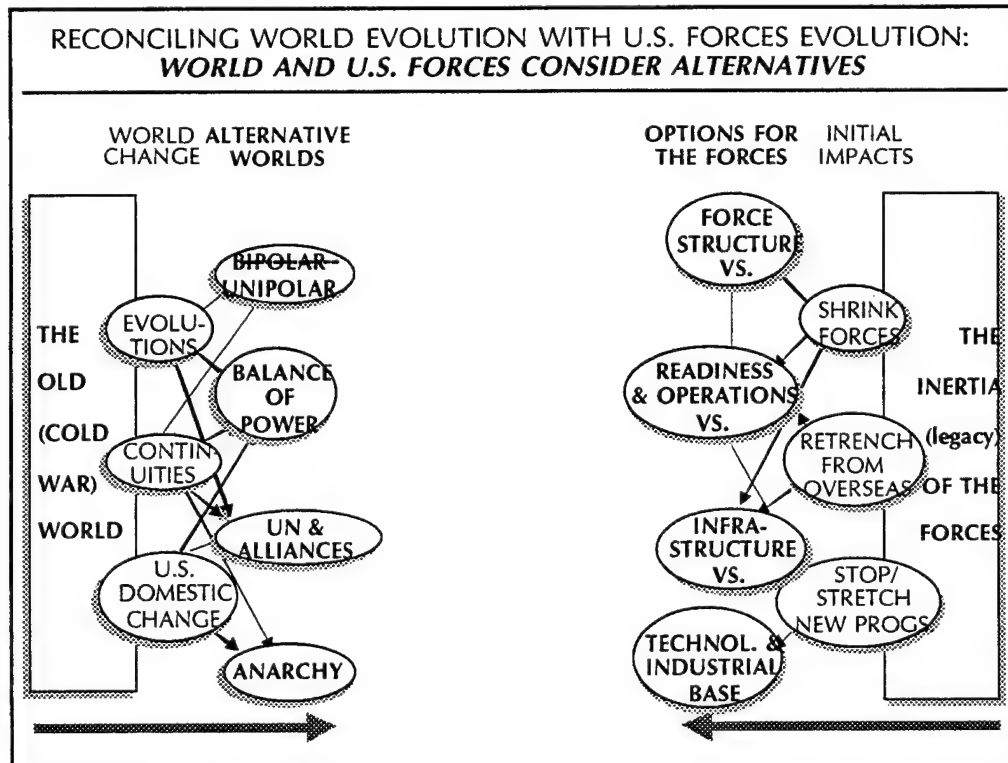 RECONCILING WORLD EVOLUTION WITH U.S. FORCES EVOLUTION:
WORLD AND U.S. FORCES CONSIDER ALTERNATIVES
WORLD CHANGE
ALTERNATIVE WORLDS
OPTIONS FOR THE FORCES
INITIAL IMPACTS
THE
OLD
(COLD
WAR)
WORLD
EVOLU-
TIONS
CONTIN-
UITIES
U.S.
DOMESTIC
CHANGE
BIPOLAR
UNIPOLAR
BALANCE
OF
POWER
UN &
ALLIANCES
ANARCHY
FORCE
STRUCTURE
VS.
READINESS
& OPERATIONS
VS.
INFRA-
STRUCTURE
VS.
TECHNOL. &
INDUSTRIAL
BASE
SHRINK
FORCES
RETRENCH
FROM
OVERSEAS
STOP/
STRETCH
NEW PROGS
THE
INERTIA
(legacy)
OF THE
FORCES